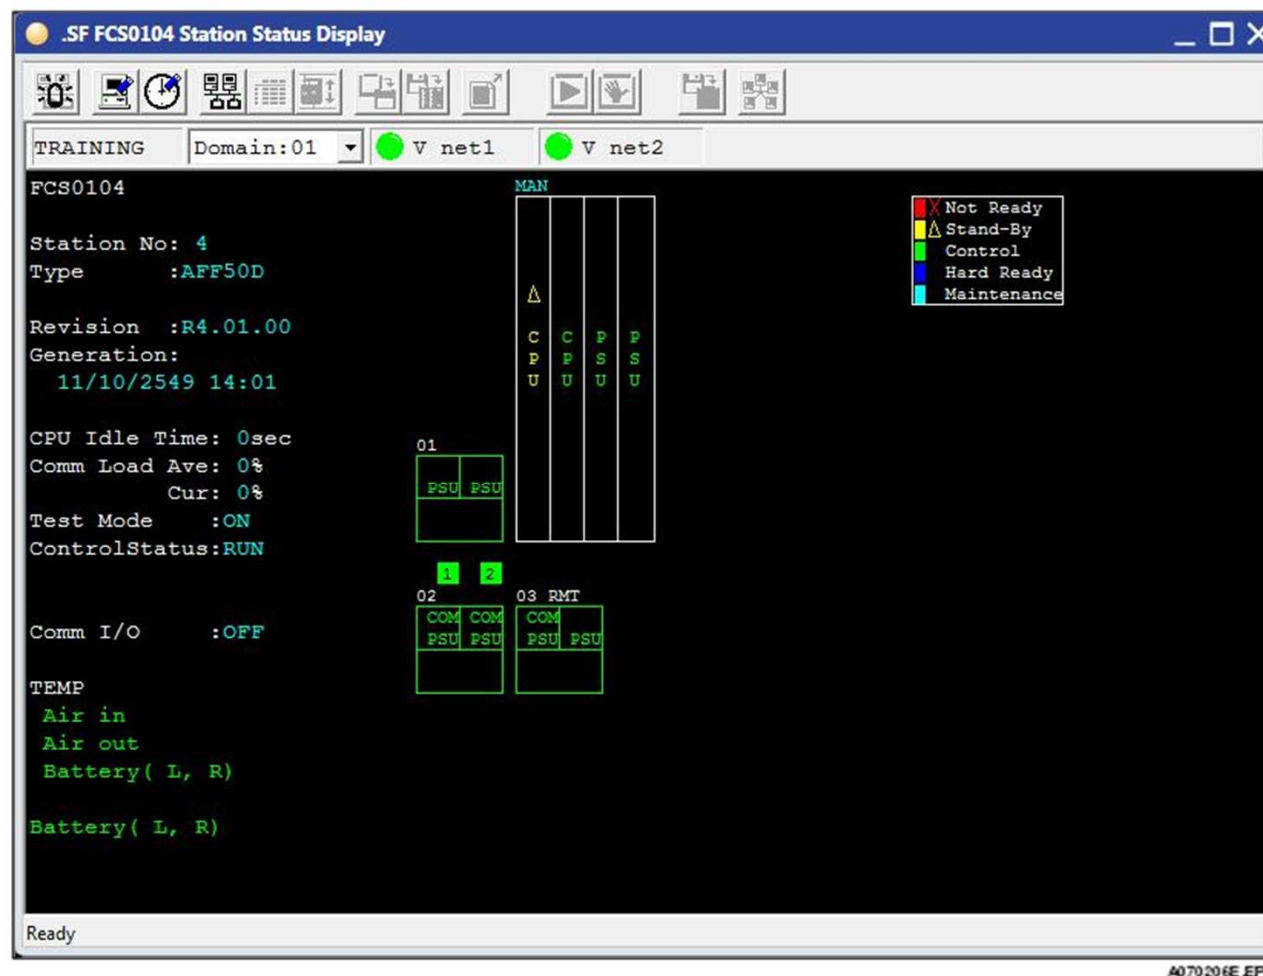 .SF FCS0104 Station Status Display
TRAINING Domain:01 V net1 V net2
FCS0104
Station No: 4
Type :AFF50D
Revision :R4.01.00
Generation:
11/10/2549 14:01
CPU Idle Time: 0sec
Comm Load Ave: 0%
Cur: 0%
Test Mode :ON
ControlStatus:RUN
Comm I/O :OFF
TEMP
Air in
Air out
Battery( L, R)
Battery( L, R)
MAN
Δ
CPU CPU PSU PSU
01
PSU PSU
1 2
02
COM COM
PSU PSU
03 RMT
COM
PSU PSU
X Not Ready
Δ Stand-By
Control
Hard Ready
Maintenance
Ready
A070206E.EP